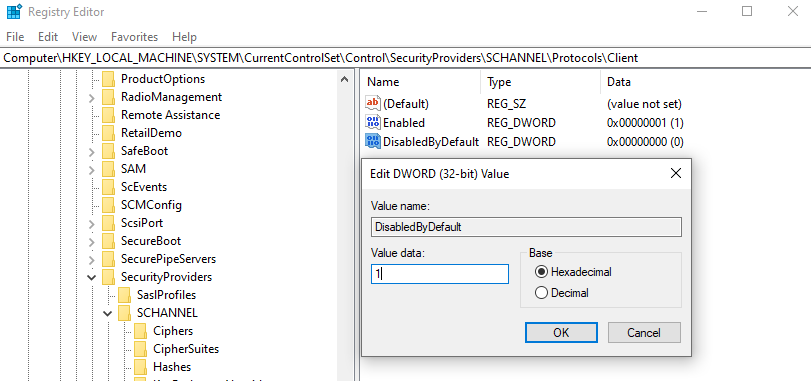 Registry Editor
File Edit View Favorites Help
Computer\HKEY_LOCAL_MACHINE\SYSTEM\CurrentControlSet\Control\SecurityProviders\SCHANNEL\Protocols\Client
ProductOptions
RadioManagement
Remote Assistance
RetailDemo
SafeBoot
SAM
ScEvents
SCMConfig
ScsiPort
SecureBoot
SecurePipeServers
SecurityProviders
SaslProfiles
SCHANNEL
Ciphers
CipherSuites
Hashes
Name Type Data
ab (Default) REG_SZ (value not set)
Enabled REG_DWORD 0x00000001 (1)
DisabledByDefault REG_DWORD 0x00000000 (0)
Edit DWORD (32-bit) Value
Value name:
DisabledByDefault
Value data:
1
Base
Hexadecimal
Decimal
OK Cancel